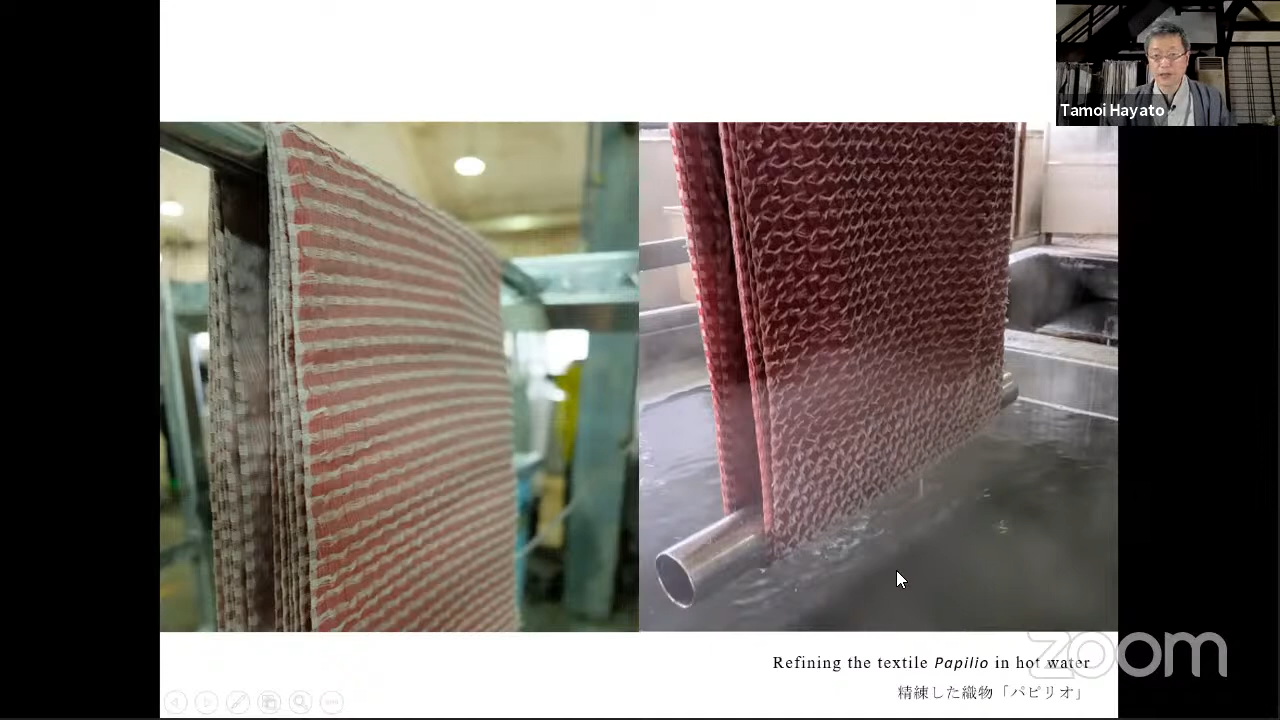 Tamoi Hayato
Refining the textile Papilio in hot water
zoom
精練した織物「パピリオ」